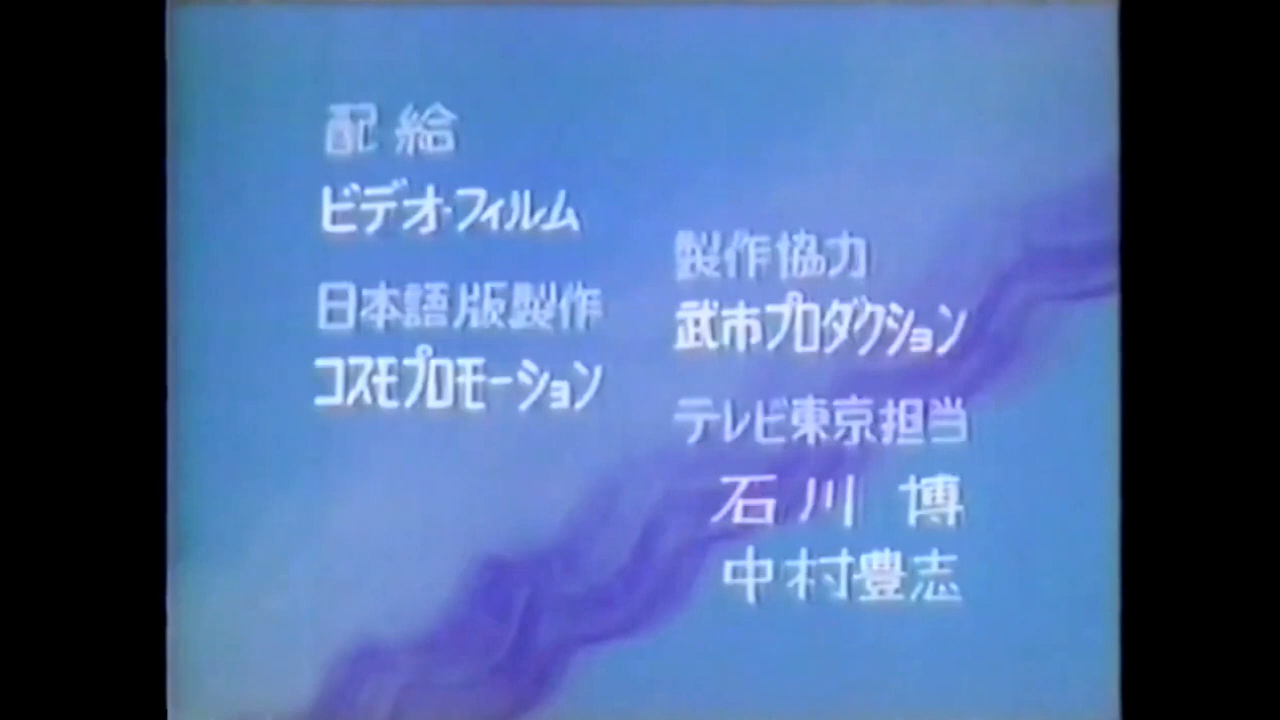 配給
ビデオ・フィルム
日本語版製作
コスモプロモーション
製作協力
武市プロダクション
テレビ東京担当
石川 博
中村豊志